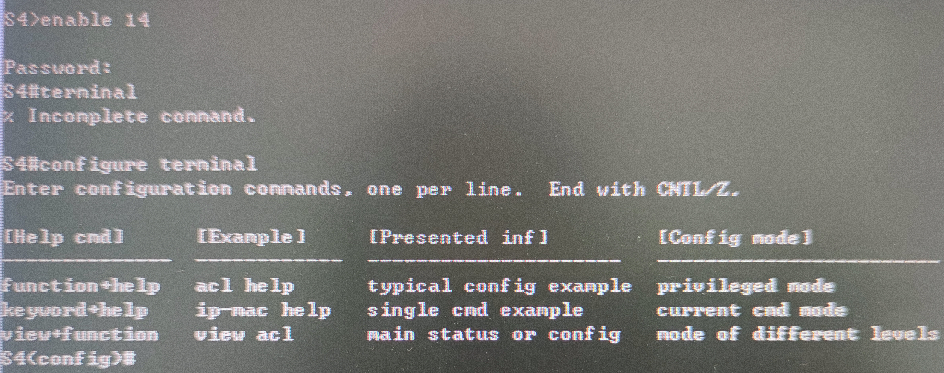 S4>enable 14
Password:
S4#terminal
% Incomplete command.
S4#configure terminal
Enter configuration commands, one per line.  End with CNTL/Z.
[Help cmd]   [Example]   [Presented inf]   [Config mode]
function+help   acl help   typical config example   privileged mode
keyword+help   ip-mac help   single cmd example   current cmd mode
view+function   view acl   main status or config   mode of different levels
S4(config)#